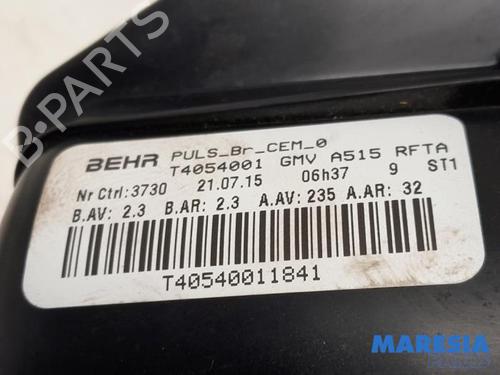 B-PARTS
BEHR PULS_Br_CEM_0
T4054001 GMV A515 RFTA
Nr Ctrl:3730 21.07.15 06h37 9 ST1
B.AV: 2.3 B.AR: 2.3 A.AV: 235 A.AR: 32
T40540011841
MARESIA